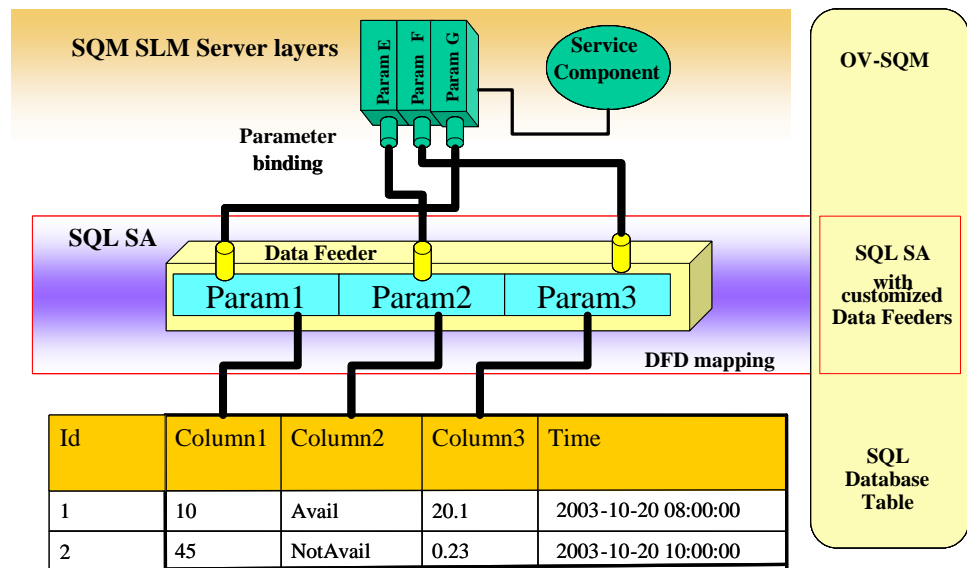 SQM SLM Server layers
Param E
Param F
Param G
Service
Component
OV-SQM
Parameter
binding
SQL SA
Data Feeder
Param1
Param2
Param3
SQL SA
with
customized
Data Feeders
DFD mapping
Id Column1 Column2 Column3 Time
1 10 Avail 20.1 2003-10-20 08:00:00
2 45 NotAvail 0.23 2003-10-20 10:00:00
SQL
Database
Table